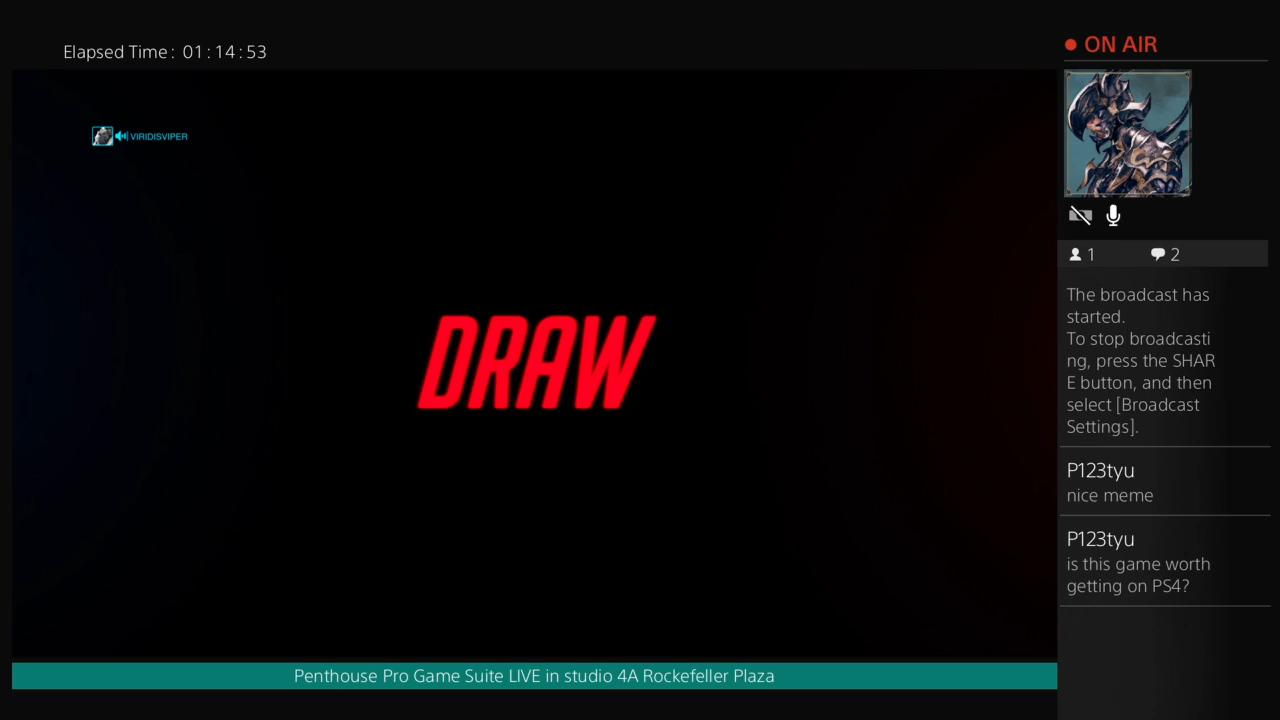 Elapsed Time: 01:14:53
ON AIR
VIRIDISVIPER
1
2
The broadcast has
started.
To stop broadcasti
ng, press the SHAR
E button, and then
select [Broadcast
Settings].
DRAW
P123tyu
nice meme
P123tyu
is this game worth
getting on PS4?
Penthouse Pro Game Suite LIVE in studio 4A Rockefeller Plaza